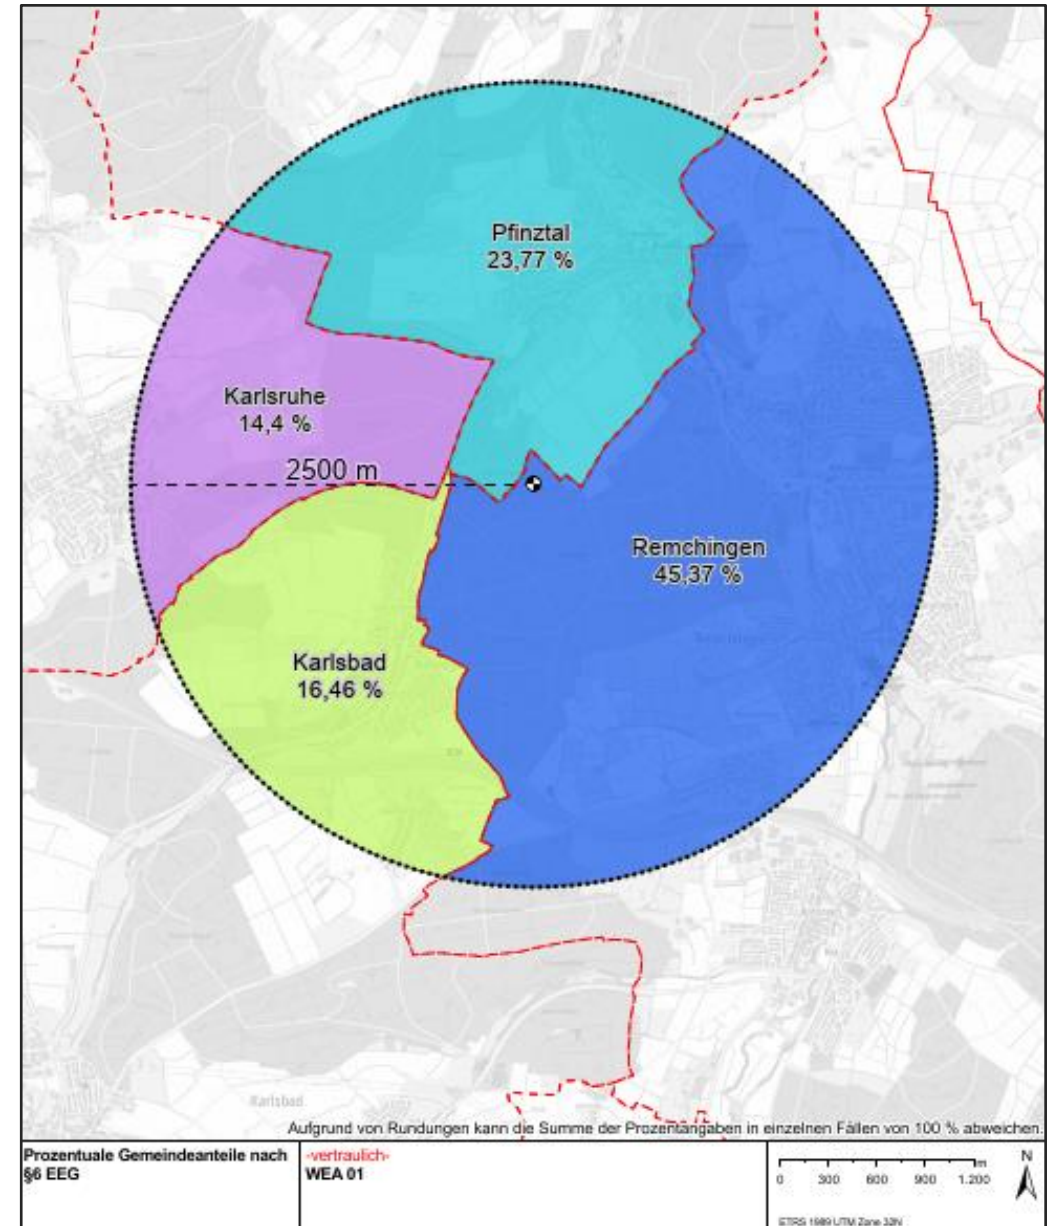 Pfinztal
23,77 %
Karlsruhe
14,4 %
2500 m
Remchingen
45,37 %
Karlsbad
16,46 %
Karlsbad
Aufgrund von Rundungen kann die Summe der Prozentangaben in einzelnen Fällen von 100 % abweichen.
Prozentuale Gemeindeanteile nach
§6 EEG
-vertraulich-
WEA 01
m
0 300 600 900 1.200
N
ETRS 1989 UTM Zone 32N